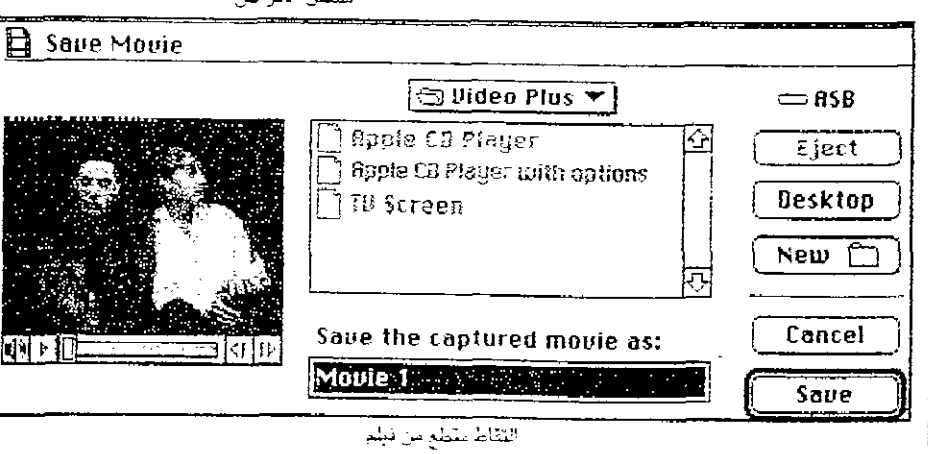 Save Movie
Video Plus
ASB
Apple CD Player
Apple CD Player with options
TV Screen
Eject
Desktop
New
Save the captured movie as:
Movie 1
Cancel
Save
التقاط مقطع من فيلم